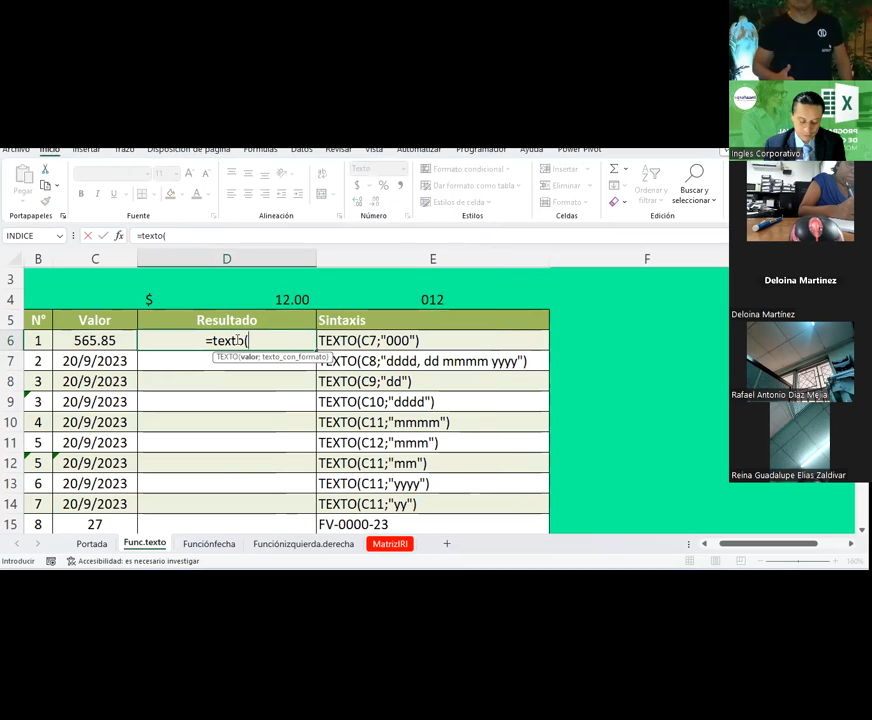 Ingles Corporativo
Deloina Martinez
Deloina Martínez
Rafael Antonio Diaz Mejia
Reina Guadalupe Elias Zaldivar
Archivo Inicio Insertar Trazo Disposición de página Fórmulas Datos Revisar Vista Automatizar Programador Ayuda Power Pivot
Pegar
Portapapeles
11
N K S
Fuente
Alineación
Texto
$ % 
Número
Formato condicional
Dar formato como tabla
Estilos de celda
Estilos
Insertar
Eliminar
Formato
Celdas
Ordenar y filtrar
Buscar y seleccionar
Edición
INDICE fx =texto(
B C D E F
3
4 $ 12.00 012
5 N° Valor Resultado Sintaxis
6 1 565.85 =texto( TEXTO(C7;"000")
TEXTO(valor; texto_con_formato)
7 2 20/9/2023 TEXTO(C8;"dddd, dd mmmm yyyy")
8 3 20/9/2023 TEXTO(C9;"dd")
9 3 20/9/2023 TEXTO(C10;"dddd")
10 4 20/9/2023 TEXTO(C11;"mmmm")
11 5 20/9/2023 TEXTO(C12;"mmm")
12 5 20/9/2023 TEXTO(C11;"mm")
13 6 20/9/2023 TEXTO(C11;"yyyy")
14 7 20/9/2023 TEXTO(C11;"yy")
15 8 27 FV-0000-23
Portada Func.texto Funciónfecha Funciónizquierda.derecha MatrizIRI +
Introducir Accesibilidad: es necesario investigar 160%